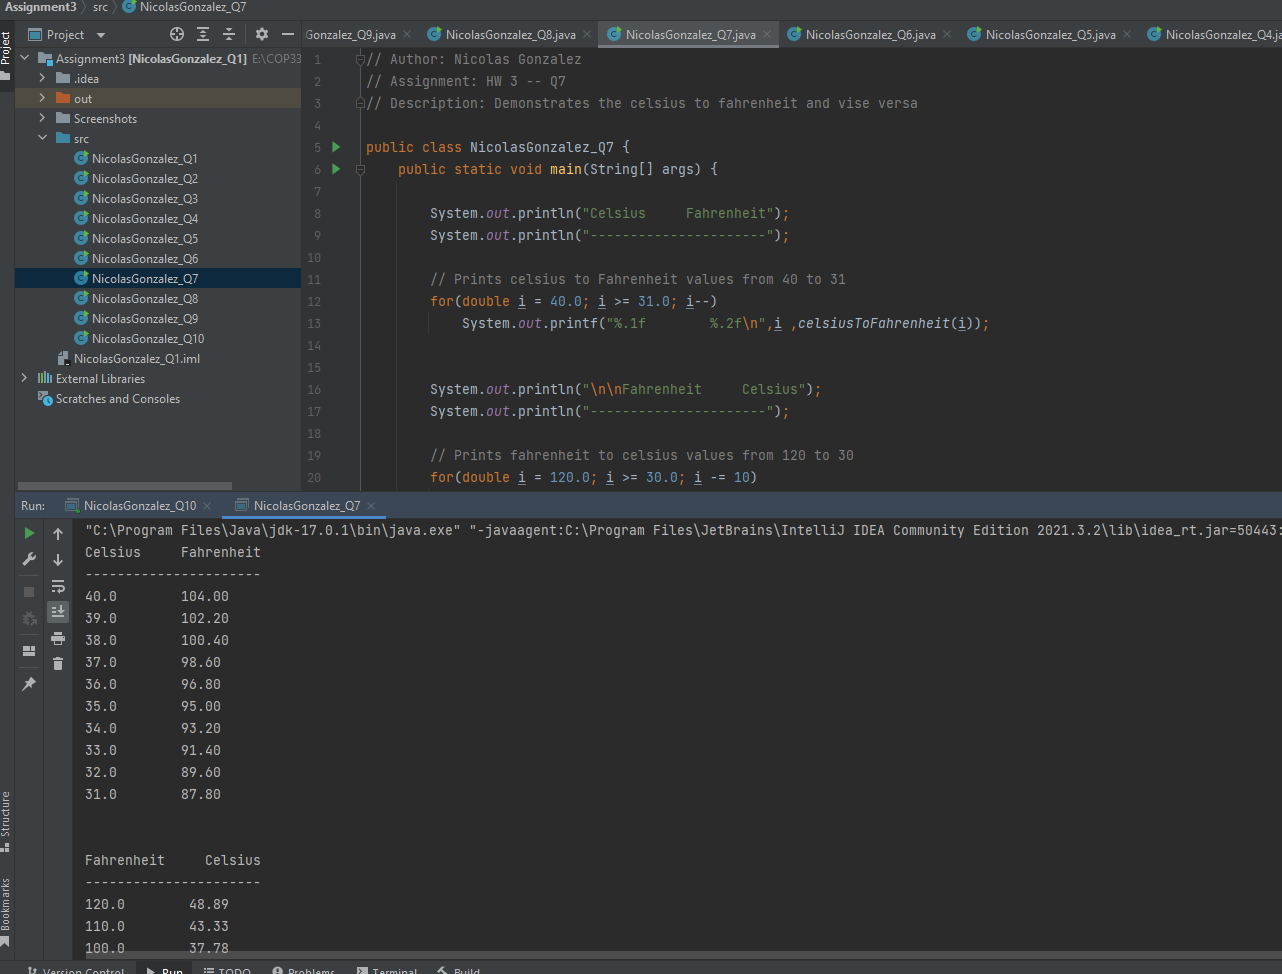 Assignment3 src NicolasGonzalez_Q7
Project
Gonzalez_Q9.java NicolasGonzalez_Q8.java NicolasGonzalez_Q7.java NicolasGonzalez_Q6.java NicolasGonzalez_Q5.java NicolasGonzalez_Q4.ja
Project
Assignment3 [NicolasGonzalez_Q1] E:\COP33
.idea
out
Screenshots
src
NicolasGonzalez_Q1
NicolasGonzalez_Q2
NicolasGonzalez_Q3
NicolasGonzalez_Q4
NicolasGonzalez_Q5
NicolasGonzalez_Q6
NicolasGonzalez_Q7
NicolasGonzalez_Q8
NicolasGonzalez_Q9
NicolasGonzalez_Q10
NicolasGonzalez_Q1.iml
External Libraries
Scratches and Consoles
1 // Author: Nicolas Gonzalez
2 // Assignment: HW 3 -- Q7
3 // Description: Demonstrates the celsius to fahrenheit and vise versa
4
5 public class NicolasGonzalez_Q7 {
6 public static void main(String[] args) {
7
8 System.out.println("Celsius     Fahrenheit");
9 System.out.println("----------------------");
10
11 // Prints celsius to Fahrenheit values from 40 to 31
12 for(double i = 40.0; i >= 31.0; i--)
13 System.out.printf("%.1f        %.2f\n",i ,celsiusToFahrenheit(i));
14
15
16 System.out.println("\n\nFahrenheit     Celsius");
17 System.out.println("----------------------");
18
19 // Prints fahrenheit to celsius values from 120 to 30
20 for(double i = 120.0; i >= 30.0; i -= 10)
Run: NicolasGonzalez_Q10 NicolasGonzalez_Q7
"C:\Program Files\Java\jdk-17.0.1\bin\java.exe" "-javaagent:C:\Program Files\JetBrains\IntelliJ IDEA Community Edition 2021.3.2\lib\idea_rt.jar=50443:
Celsius     Fahrenheit
----------------------
40.0        104.00
39.0        102.20
38.0        100.40
37.0        98.60
36.0        96.80
35.0        95.00
34.0        93.20
33.0        91.40
32.0        89.60
31.0        87.80
Fahrenheit     Celsius
----------------------
120.0        48.89
110.0        43.33
100.0        37.78
Structure
Bookmarks
Version Control Run TODO Problems Terminal Build